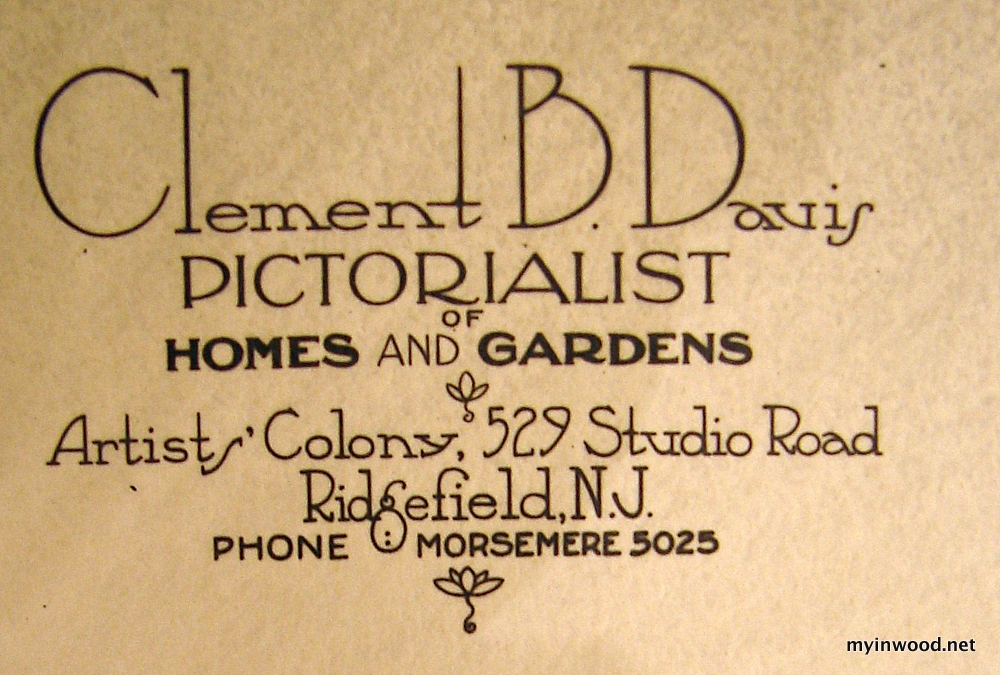 Clement B. Davis
PICTORIALIST
OF
HOMES AND GARDENS
Artists' Colony, 529 Studio Road
Ridgefield, N.J.
PHONE : MORSEMERE 5025
myinwood.net